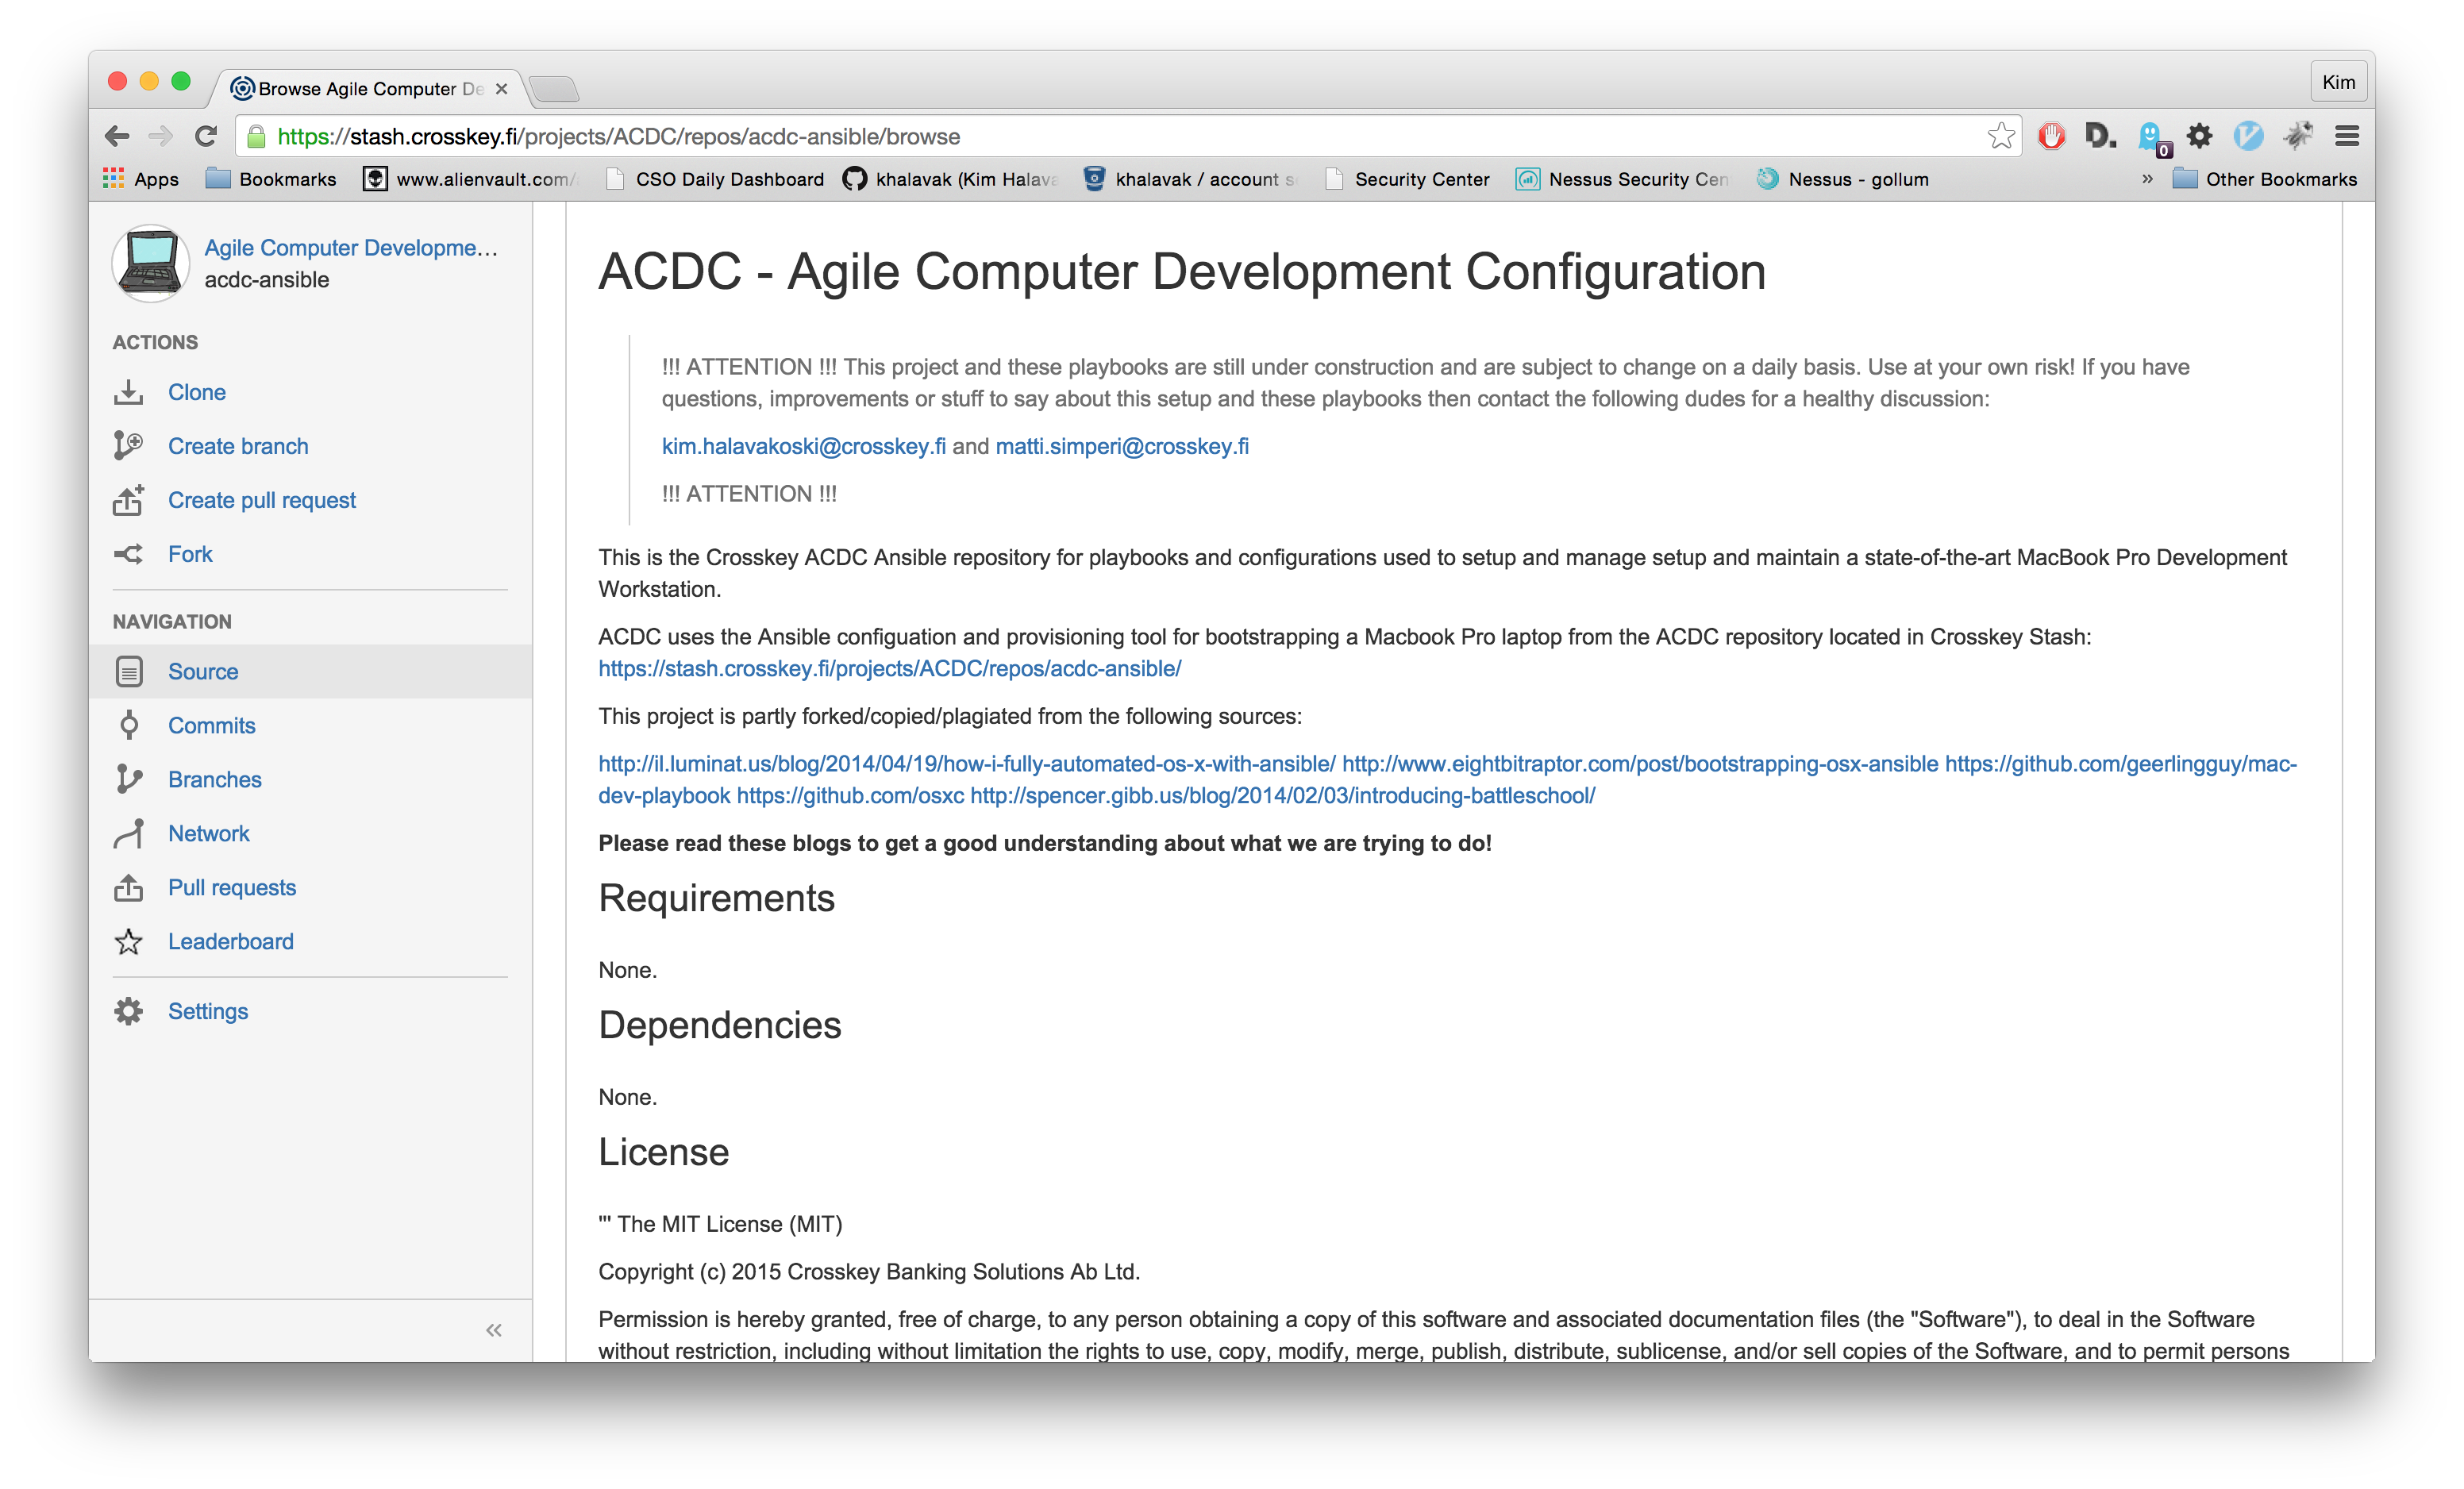 Browse Agile Computer De
Kim
https://stash.crosskey.fi/projects/ACDC/repos/acdc-ansible/browse
D.
0
Apps
Bookmarks
www.alienvault.com/
CSO Daily Dashboard
khalavak (Kim Halava
khalavak / account s
Security Center
Nessus Security Cen
Nessus - gollum
»
Other Bookmarks
Agile Computer Developme...
acdc-ansible
ACTIONS
Clone
Create branch
Create pull request
Fork
NAVIGATION
Source
Commits
Branches
Network
Pull requests
Leaderboard
Settings
«
ACDC - Agile Computer Development Configuration
!!! ATTENTION !!! This project and these playbooks are still under construction and are subject to change on a daily basis. Use at your own risk! If you have
questions, improvements or stuff to say about this setup and these playbooks then contact the following dudes for a healthy discussion:
kim.halavakoski@crosskey.fi and matti.simperi@crosskey.fi
!!! ATTENTION !!!
This is the Crosskey ACDC Ansible repository for playbooks and configurations used to setup and manage setup and maintain a state-of-the-art MacBook Pro Development
Workstation.
ACDC uses the Ansible configuation and provisioning tool for bootstrapping a Macbook Pro laptop from the ACDC repository located in Crosskey Stash:
https://stash.crosskey.fi/projects/ACDC/repos/acdc-ansible/
This project is partly forked/copied/plagiated from the following sources:
http://il.luminat.us/blog/2014/04/19/how-i-fully-automated-os-x-with-ansible/ http://www.eightbitraptor.com/post/bootstrapping-osx-ansible https://github.com/geerlingguy/mac-
dev-playbook https://github.com/osxc http://spencer.gibb.us/blog/2014/02/03/introducing-battleschool/
Please read these blogs to get a good understanding about what we are trying to do!
Requirements
None.
Dependencies
None.
License
''' The MIT License (MIT)
Copyright (c) 2015 Crosskey Banking Solutions Ab Ltd.
Permission is hereby granted, free of charge, to any person obtaining a copy of this software and associated documentation files (the "Software"), to deal in the Software
without restriction, including without limitation the rights to use, copy, modify, merge, publish, distribute, sublicense, and/or sell copies of the Software, and to permit persons